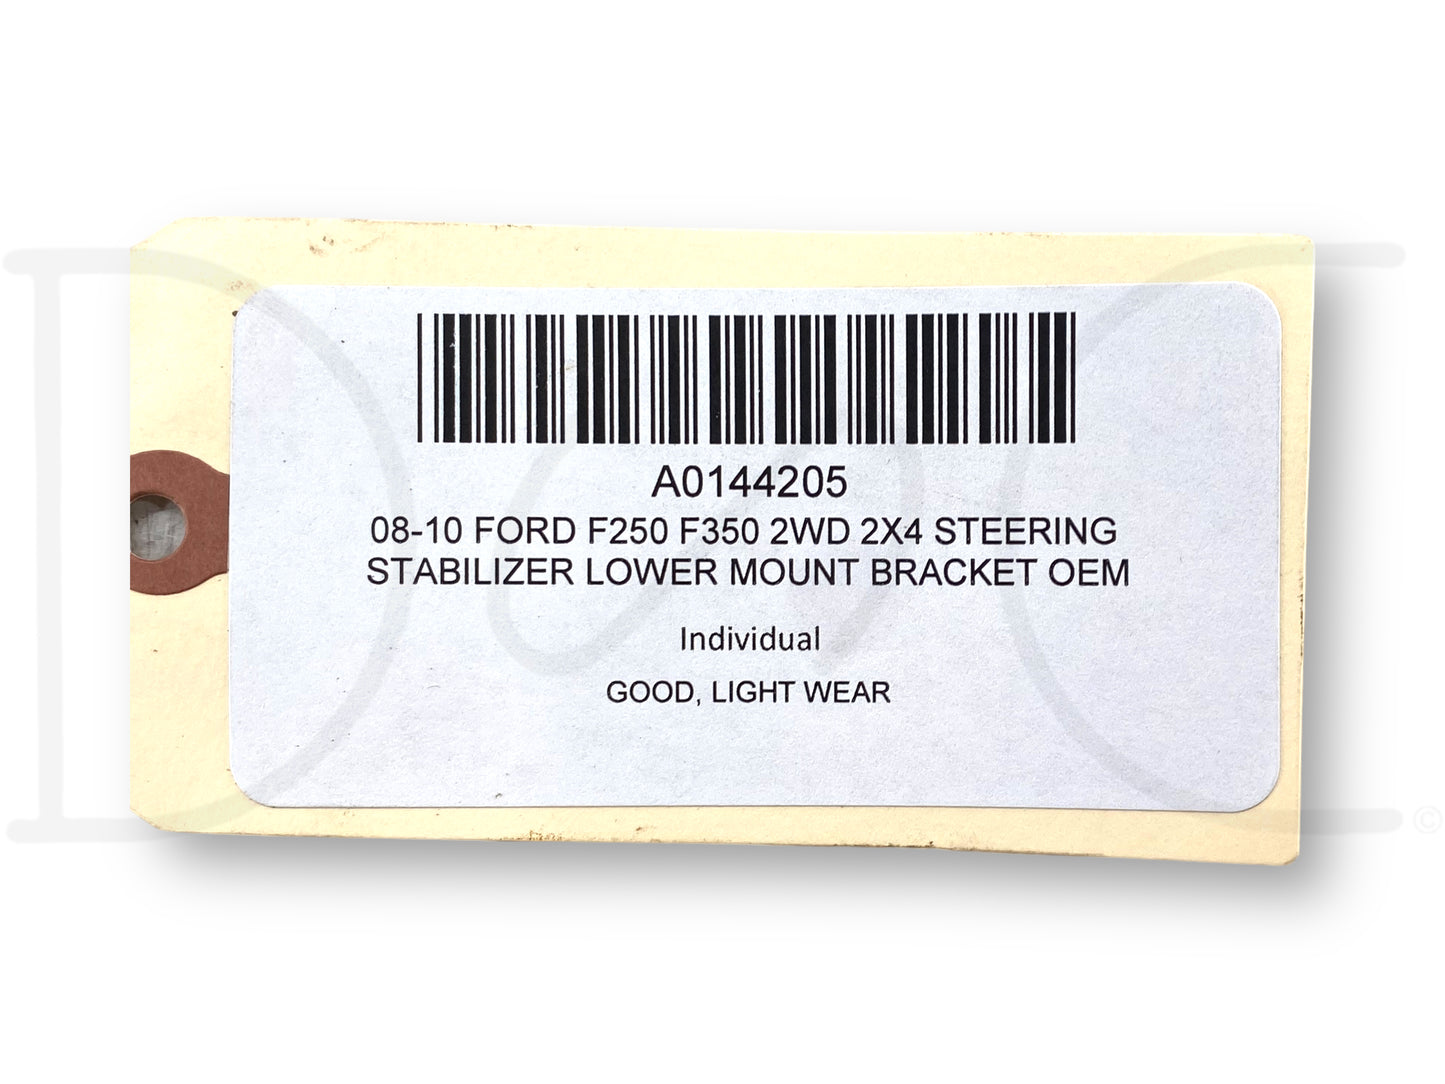 A0144205
08-10 FORD F250 F350 2WD 2X4 STEERING
STABILIZER LOWER MOUNT BRACKET OEM
Individual
GOOD, LIGHT WEAR
©